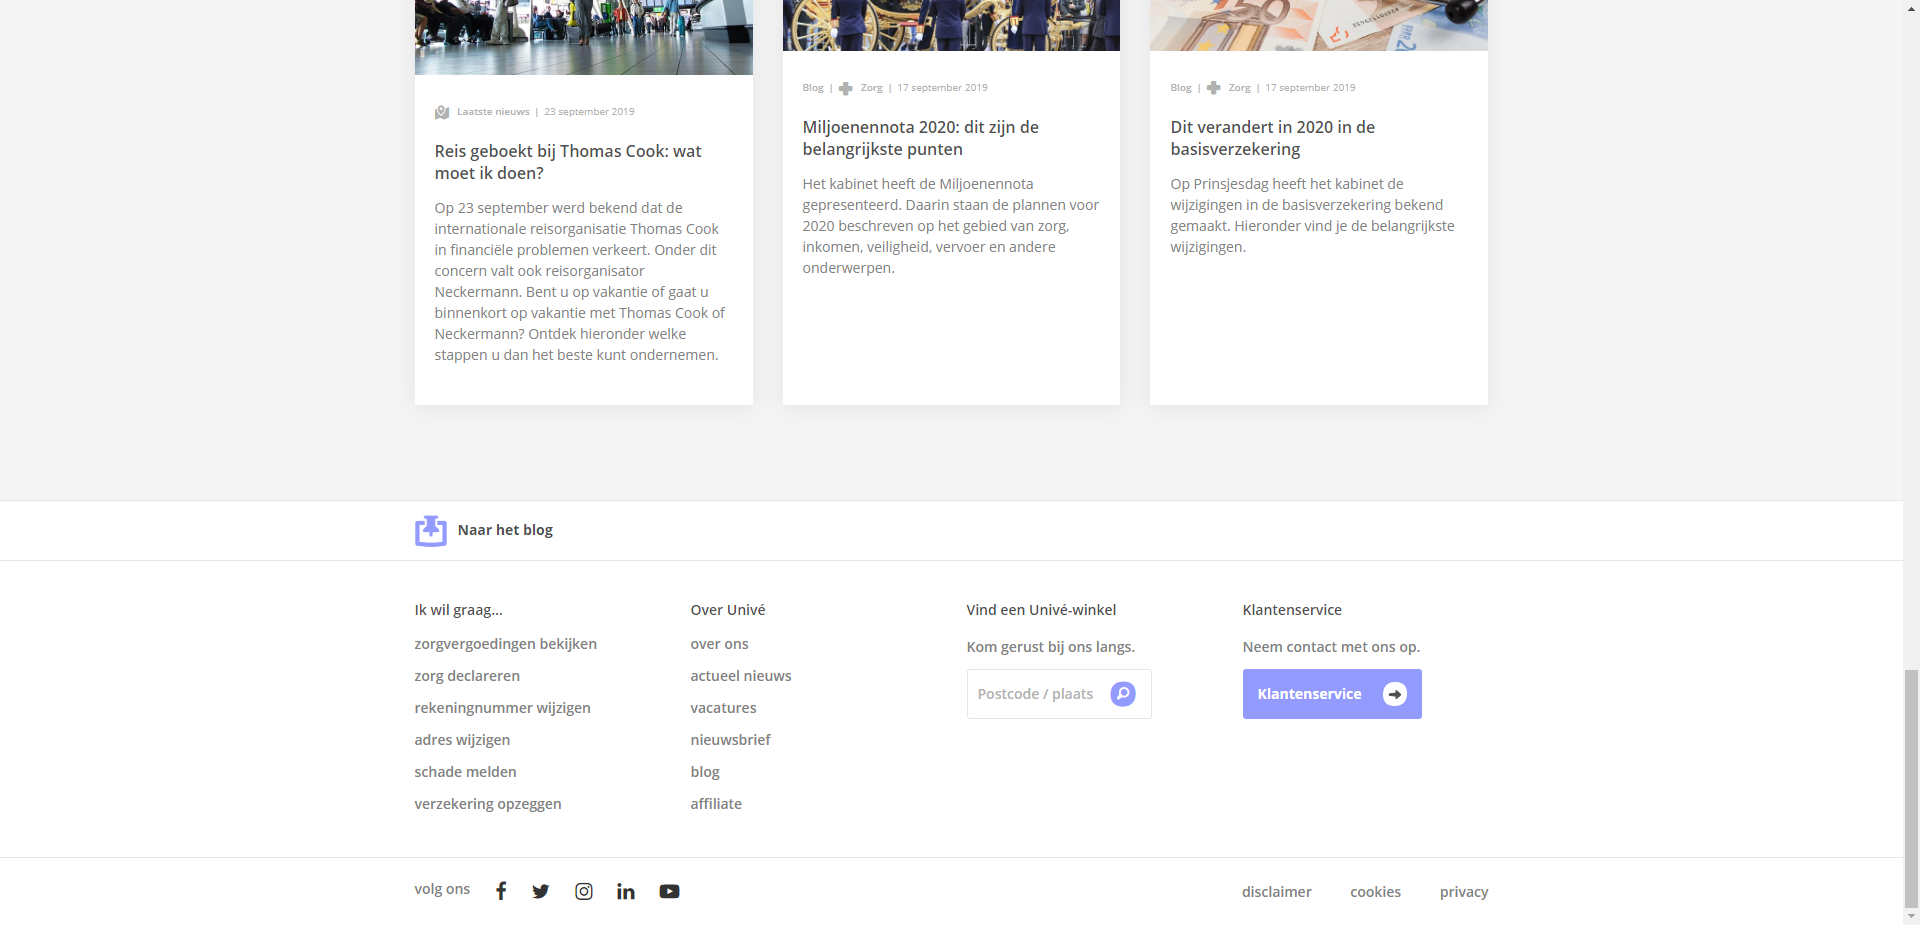 Laatste nieuws | 23 september 2019
Reis geboekt bij Thomas Cook: wat
moet ik doen?
Op 23 september werd bekend dat de
internationale reisorganisatie Thomas Cook
in financiële problemen verkeert. Onder dit
concern valt ook reisorganisator
Neckermann. Bent u op vakantie of gaat u
binnenkort op vakantie met Thomas Cook of
Neckermann? Ontdek hieronder welke
stappen u dan het beste kunt ondernemen.
Blog | Zorg | 17 september 2019
Miljoenennota 2020: dit zijn de
belangrijkste punten
Het kabinet heeft de Miljoenennota
gepresenteerd. Daarin staan de plannen voor
2020 beschreven op het gebied van zorg,
inkomen, veiligheid, vervoer en andere
onderwerpen.
Blog | Zorg | 17 september 2019
Dit verandert in 2020 in de
basisverzekering
Op Prinsjesdag heeft het kabinet de
wijzigingen in de basisverzekering bekend
gemaakt. Hieronder vind je de belangrijkste
wijzigingen.
Naar het blog
Ik wil graag...
zorgvergoedingen bekijken
zorg declareren
rekeningnummer wijzigen
adres wijzigen
schade melden
verzekering opzeggen
Over Univé
over ons
actueel nieuws
vacatures
nieuwsbrief
blog
affiliate
Vind een Univé-winkel
Kom gerust bij ons langs.
Postcode / plaats
Klantenservice
Neem contact met ons op.
Klantenservice
volg ons
disclaimer
cookies
privacy